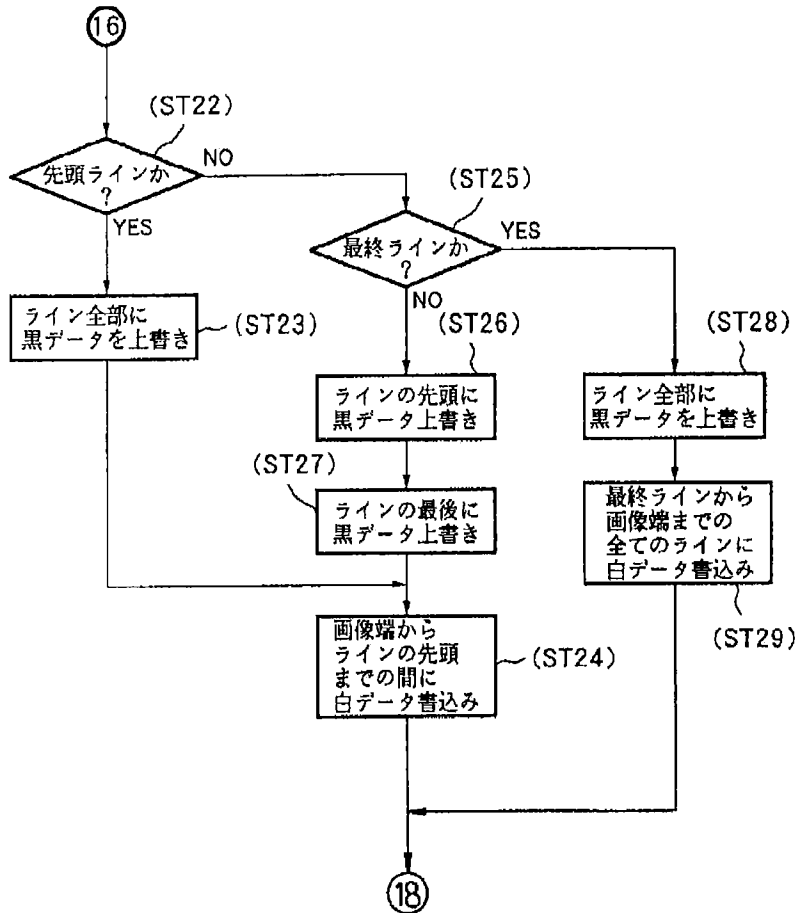 16
(ST22)
先頭ラインか
?
NO
YES
(ST25)
最終ラインか
?
YES
NO
ライン全部に
黒データを上書き
(ST23)
(ST26)
ラインの先頭に
黒データ上書き
(ST28)
ライン全部に
黒データを上書き
(ST27)
ラインの最後に
黒データ上書き
最終ラインから
画像端までの
全てのラインに
白データ書込み
(ST29)
画像端から
ラインの先頭
までの間に
白データ書込み
(ST24)
18